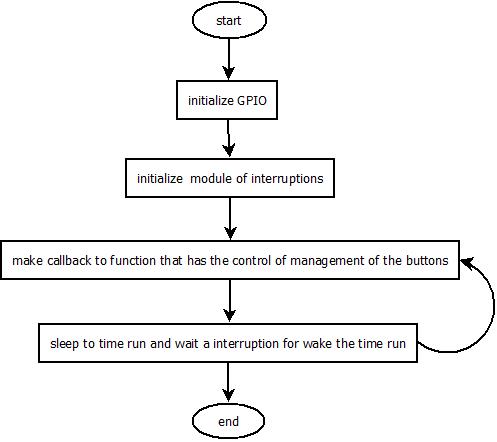 start
initialize GPIO
initialize module of interruptions
make callback to function that has the control of management of the buttons
sleep to time run and wait a interruption for wake the time run
end